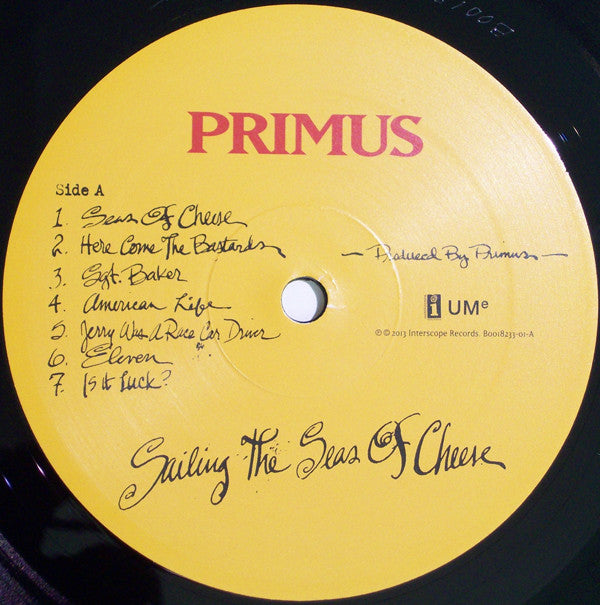 PRIMUS
Side A
1. Seas Of Cheese
2. Here Come The Bastards
3. Sgt. Baker
4. American Life
5. Jerry Was A Race Car Driver
6. Eleven
7. Is It Luck?
— Produced By Primus —
i UMe
℗ © 2013 Interscope Records. B0018233-01-A
Sailing The Seas Of Cheese